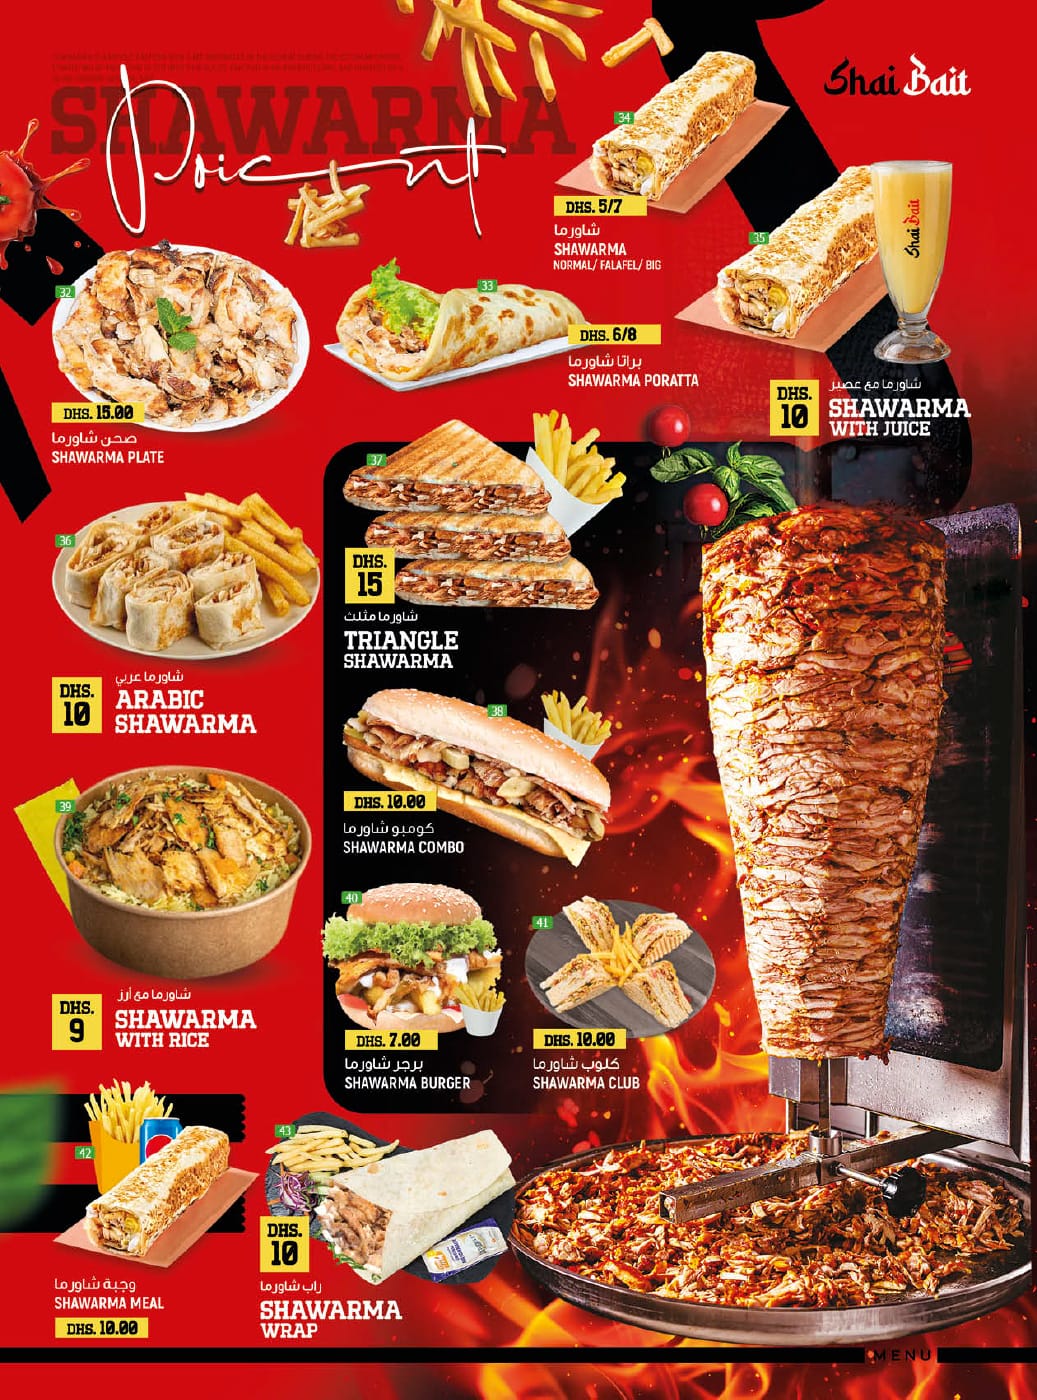 SHAWARMA
Poicent
Shai Bait
34
DHS. 5/7
شاورما
SHAWARMA
NORMAL/ FALAFEL/ BIG
35
Shai Bait
DHS.
10
شاورما مع عصير
SHAWARMA
WITH JUICE
32
DHS. 15.00
صحن شاورما
SHAWARMA PLATE
33
DHS. 6/8
براتا شاورما
SHAWARMA PORATTA
36
DHS.
10
شاورما عربي
ARABIC
SHAWARMA
37
DHS.
15
شاورما مثلث
TRIANGLE
SHAWARMA
38
DHS. 10.00
كومبو شاورما
SHAWARMA COMBO
39
DHS.
9
شاورما مع أرز
SHAWARMA
WITH RICE
40
DHS. 7.00
برجر شاورما
SHAWARMA BURGER
41
DHS. 10.00
كلوب شاورما
SHAWARMA CLUB
42
وجبة شاورما
SHAWARMA MEAL
DHS. 10.00
43
DHS.
10
راب شاورما
SHAWARMA
WRAP
MENU